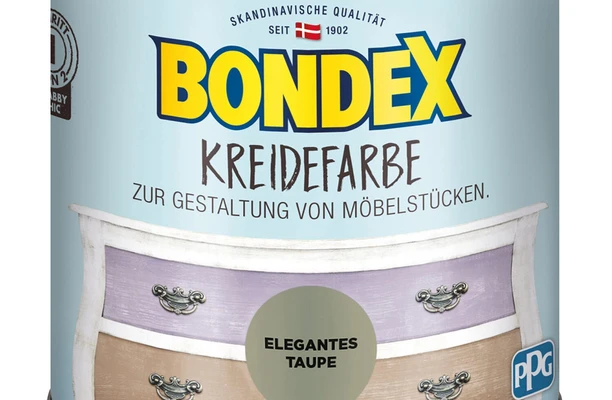 SKANDINAVISCHE QUALITÄT
SEIT 1902
BONDEX
KREIDEFARBE
ZUR GESTALTUNG VON MÖBELSTÜCKEN.
ELEGANTES
TAUPE
PPG